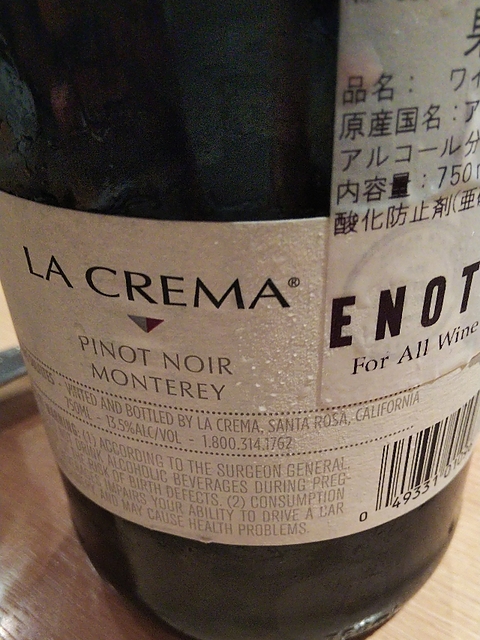 品名：ワイ
原産国名：ア
アルコール分
内容量：750m
酸化防止剤(亜
ENOT
For All Wine
LA CREMA®
PINOT NOIR
MONTEREY
VINTED AND BOTTLED BY LA CREMA, SANTA ROSA, CALIFORNIA
750ML - 13.5%ALC/VOL - 1.800.314.1762
(1) ACCORDING TO THE SURGEON GENERAL,
DRINK ALCOHOLIC BEVERAGES DURING PREG-
RISK OF BIRTH DEFECTS. (2) CONSUMPTION
IMPAIRS YOUR ABILITY TO DRIVE A CAR
AND MAY CAUSE HEALTH PROBLEMS.
0 49331